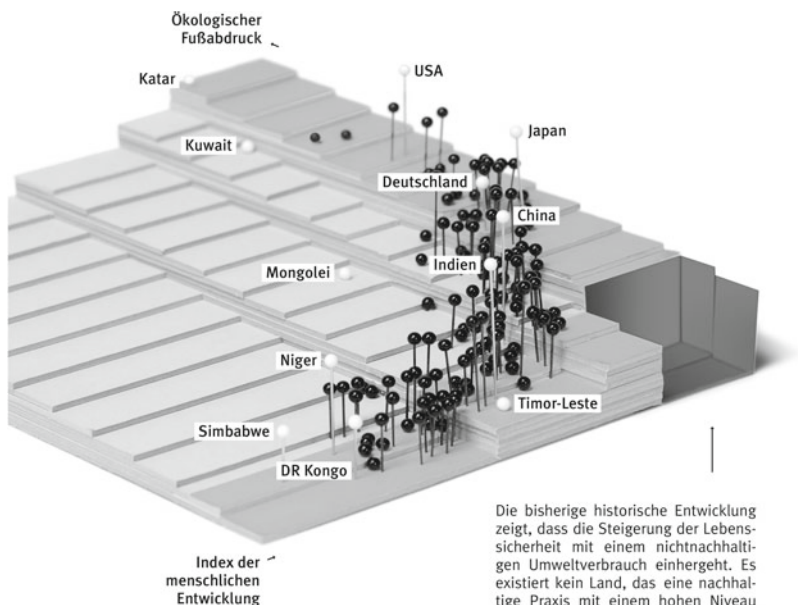 Ökologischer
Fußabdruck
USA
Katar
Japan
Kuwait
Deutschland
China
Indien
Mongolei
Niger
Timor-Leste
Simbabwe
DR Kongo
Die bisherige historische Entwicklung
zeigt, dass die Steigerung der Lebens-
sicherheit mit einem nichtnachhalti-
gen Umweltverbrauch einhergeht. Es
existiert kein Land, das eine nachhal-
tige Praxis mit einem hohen Niveau
Index der
menschlichen
Entwicklung